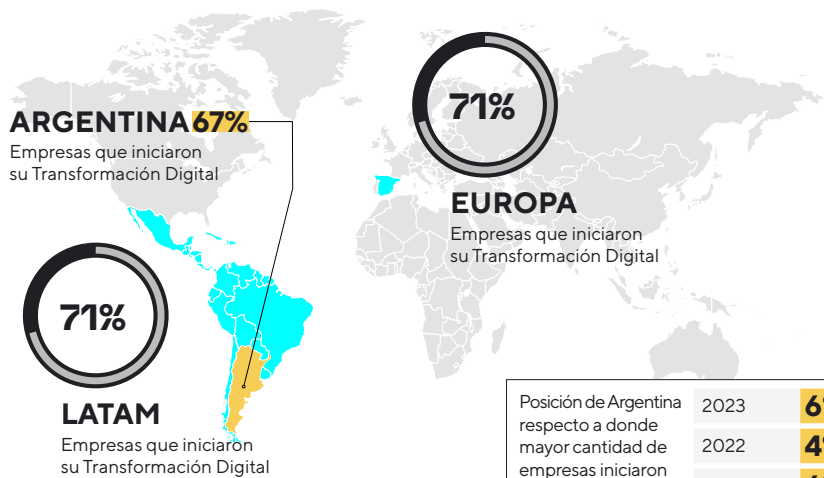 ARGENTINA 67%
Empresas que iniciaron
su Transformación Digital
71%
EUROPA
Empresas que iniciaron
su Transformación Digital
71%
LATAM
Empresas que iniciaron
su Transformación Digital
Posición de Argentina
respecto a donde
mayor cantidad de
empresas iniciaron
2023
2022